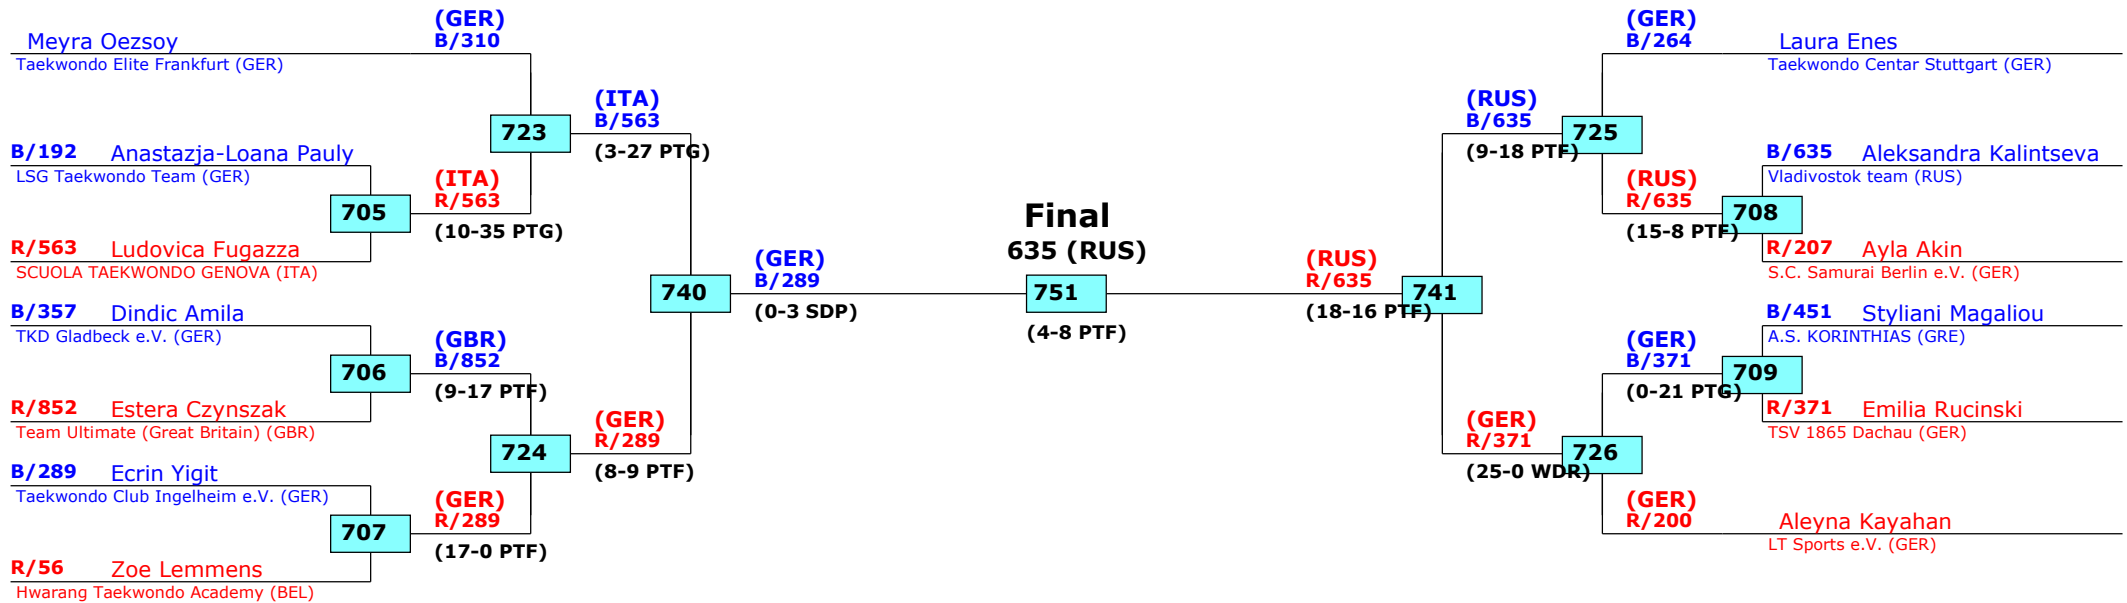 (GER)
B/310
Meyra Oezsoy
Taekwondo Elite Frankfurt (GER)
(ITA)
B/563
723
(3-27 PTG)
B/192 Anastazja-Loana Pauly
LSG Taekwondo Team (GER)
(ITA)
R/563
705
(10-35 PTG)
R/563 Ludovica Fugazza
SCUOLA TAEKWONDO GENOVA (ITA)
(GER)
B/289
740
(0-3 SDP)
B/357 Dindic Amila
TKD Gladbeck e.V. (GER)
(GBR)
B/852
706
(9-17 PTF)
R/852 Estera Czynszak
Team Ultimate (Great Britain) (GBR)
(GER)
R/289
724
(8-9 PTF)
B/289 Ecrin Yigit
Taekwondo Club Ingelheim e.V. (GER)
(GER)
R/289
707
(17-0 PTF)
R/56 Zoe Lemmens
Hwarang Taekwondo Academy (BEL)
Final
635 (RUS)
751
(4-8 PTF)
(GER)
B/264
Laura Enes
Taekwondo Centar Stuttgart (GER)
(RUS)
B/635
725
(9-18 PTF)
B/635 Aleksandra Kalintseva
Vladivostok team (RUS)
(RUS)
R/635
708
(15-8 PTF)
R/207 Ayla Akin
S.C. Samurai Berlin e.V. (GER)
(RUS)
R/635
741
(18-16 PTF)
B/451 Styliani Magaliou
A.S. KORINTHIAS (GRE)
(GER)
B/371
709
(0-21 PTG)
R/371 Emilia Rucinski
TSV 1865 Dachau (GER)
(GER)
R/371
726
(25-0 WDR)
(GER)
R/200
Aleyna Kayahan
LT Sports e.V. (GER)